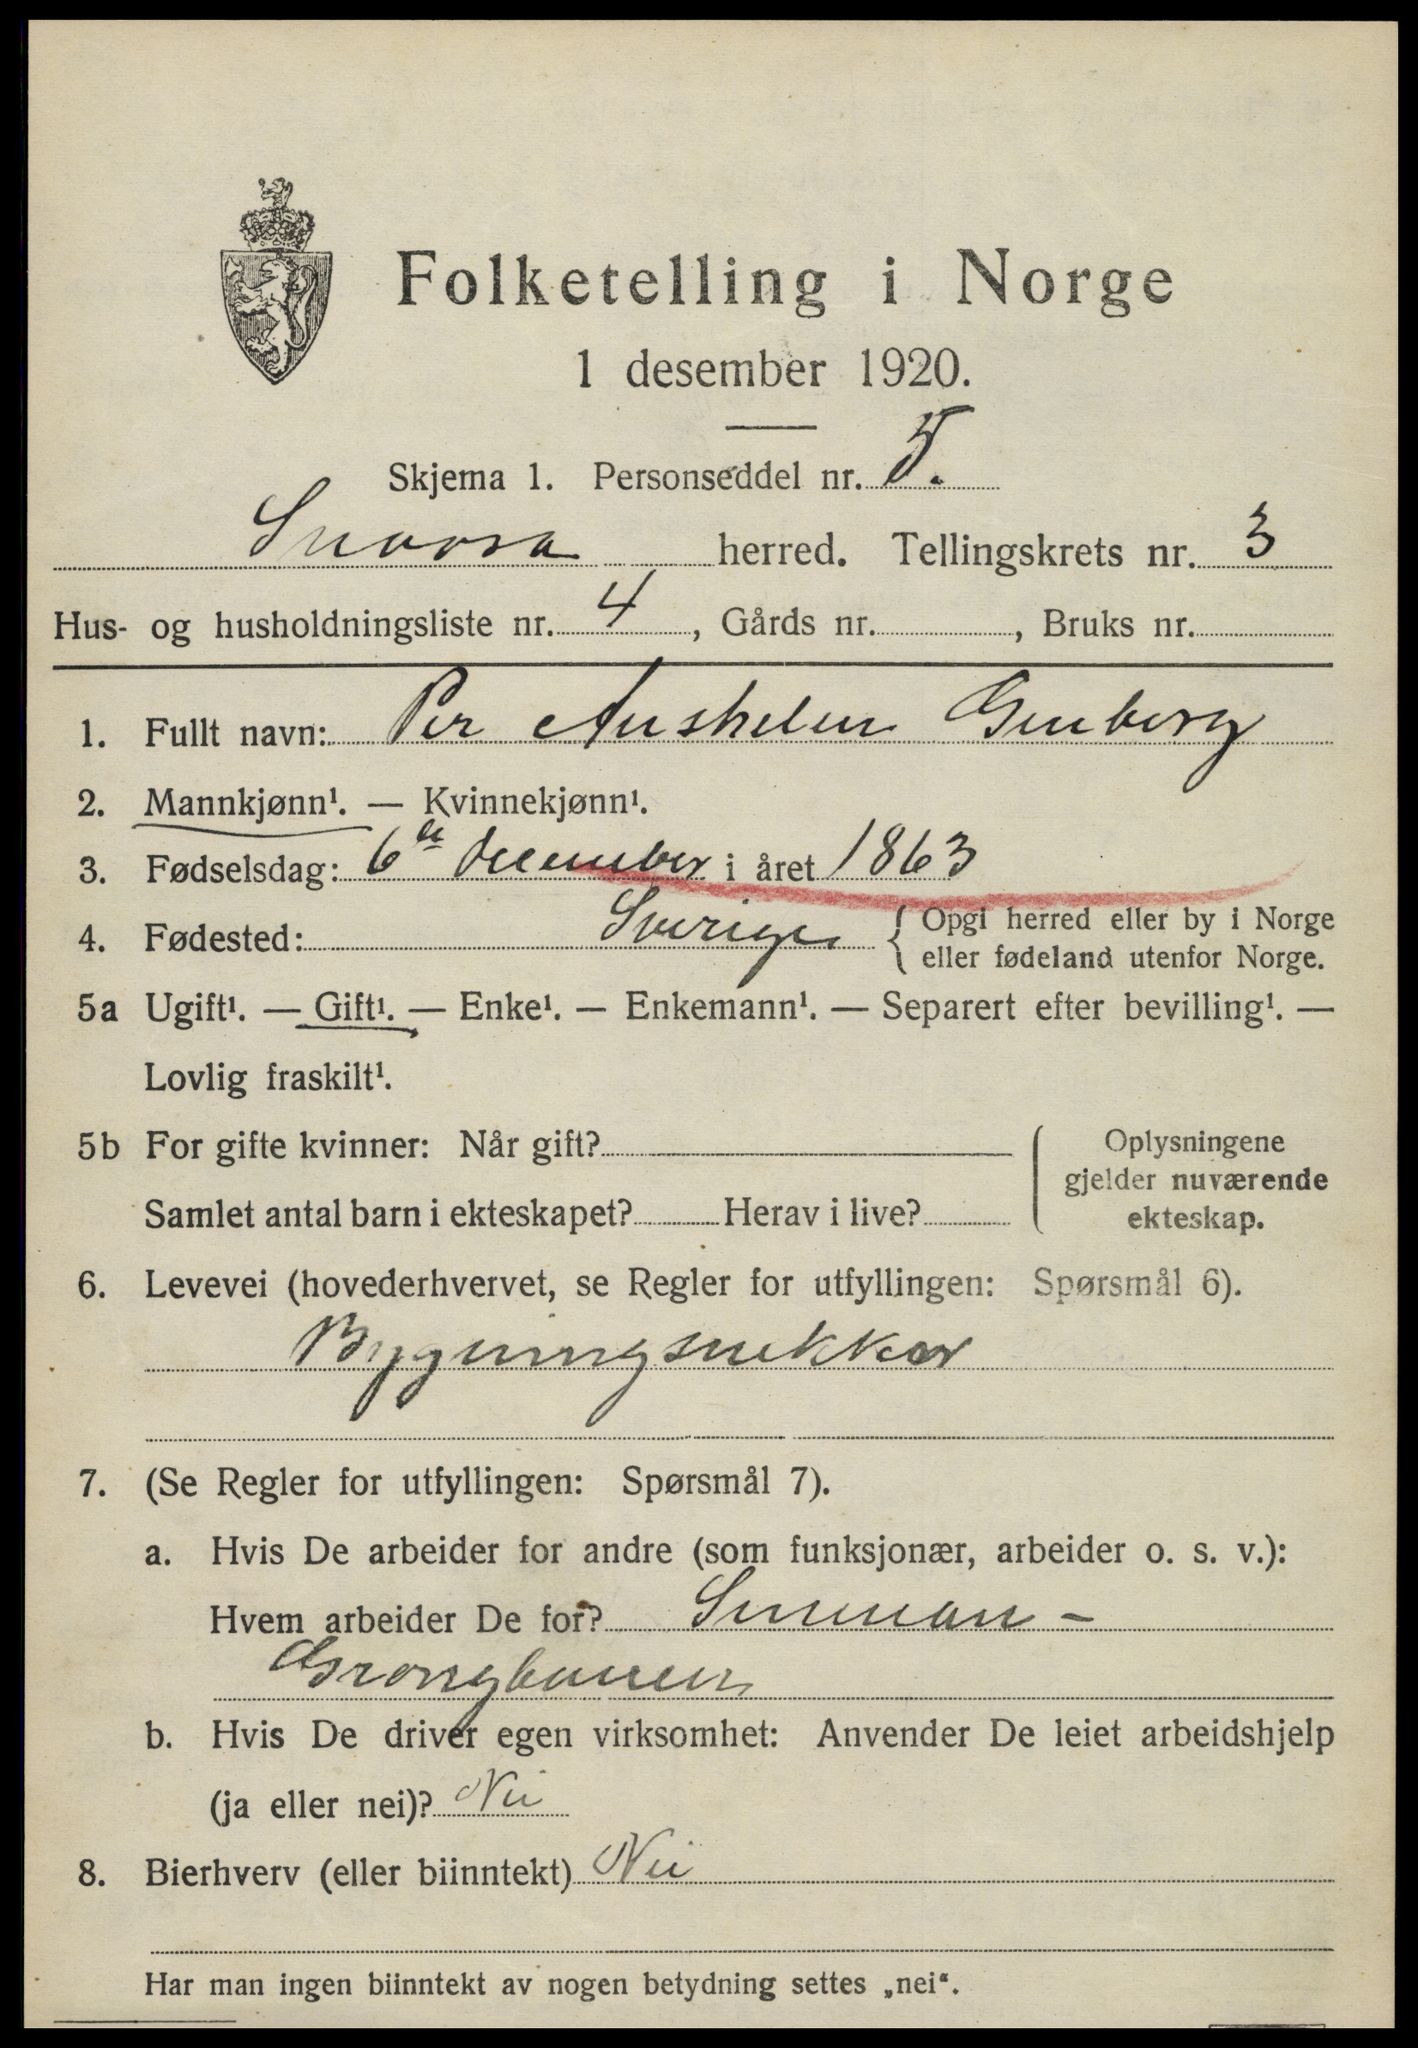 Folketelling i Norge
1 desember 1920.
Skjema 1. Personseddel nr. 5.
Snaasa herred. Tellingskrets nr. 3
Hus- og husholdningsliste nr. 4, Gårds nr. , Bruks nr.
1. Fullt navn: Per Anshelm Genberg
2. Mannkjønn¹. — Kvinnekjønn¹.
3. Fødselsdag: 6de december i året 1863
4. Fødested: Sverige { Opgi herred eller by i Norge
eller fødeland utenfor Norge.
5a Ugift¹. — Gift¹. — Enke¹. — Enkemann¹. — Separert efter bevilling¹. —
Lovlig fraskilt¹.
5b For gifte kvinner: Når gift? { Oplysningene
gjelder nuværende
Samlet antal barn i ekteskapet? Herav i live? ekteskap.
6. Levevei (hovederhvervet, se Regler for utfyllingen: Spørsmål 6).
Bygningsnekker
7. (Se Regler for utfyllingen: Spørsmål 7).
a. Hvis De arbeider for andre (som funksjonær, arbeider o. s. v.):
Hvem arbeider De for? Sunnan -
Grongbanen
b. Hvis De driver egen virksomhet: Anvender De leiet arbeidshjelp
(ja eller nei)? Nei
8. Bierhverv (eller biinntekt) Nei
Har man ingen biinntekt av nogen betydning settes „nei“.